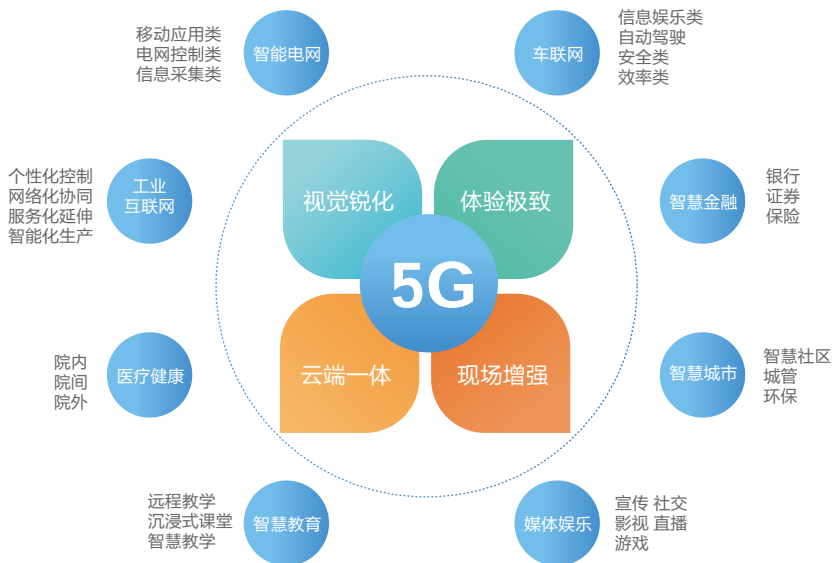 移动应用类
电网控制类
信息采集类
智能电网
车联网
信息娱乐类
自动驾驶
安全类
效率类
个性化控制
网络化协同
服务化延伸
智能化生产
工业
互联网
视觉锐化
体验极致
智慧金融
银行
证券
保险
5G
院内
院间
院外
医疗健康
云端一体
现场增强
智慧城市
智慧社区
城管
环保
远程教学
沉浸式课堂
智慧教学
智慧教育
媒体娱乐
宣传 社交
影视 直播
游戏